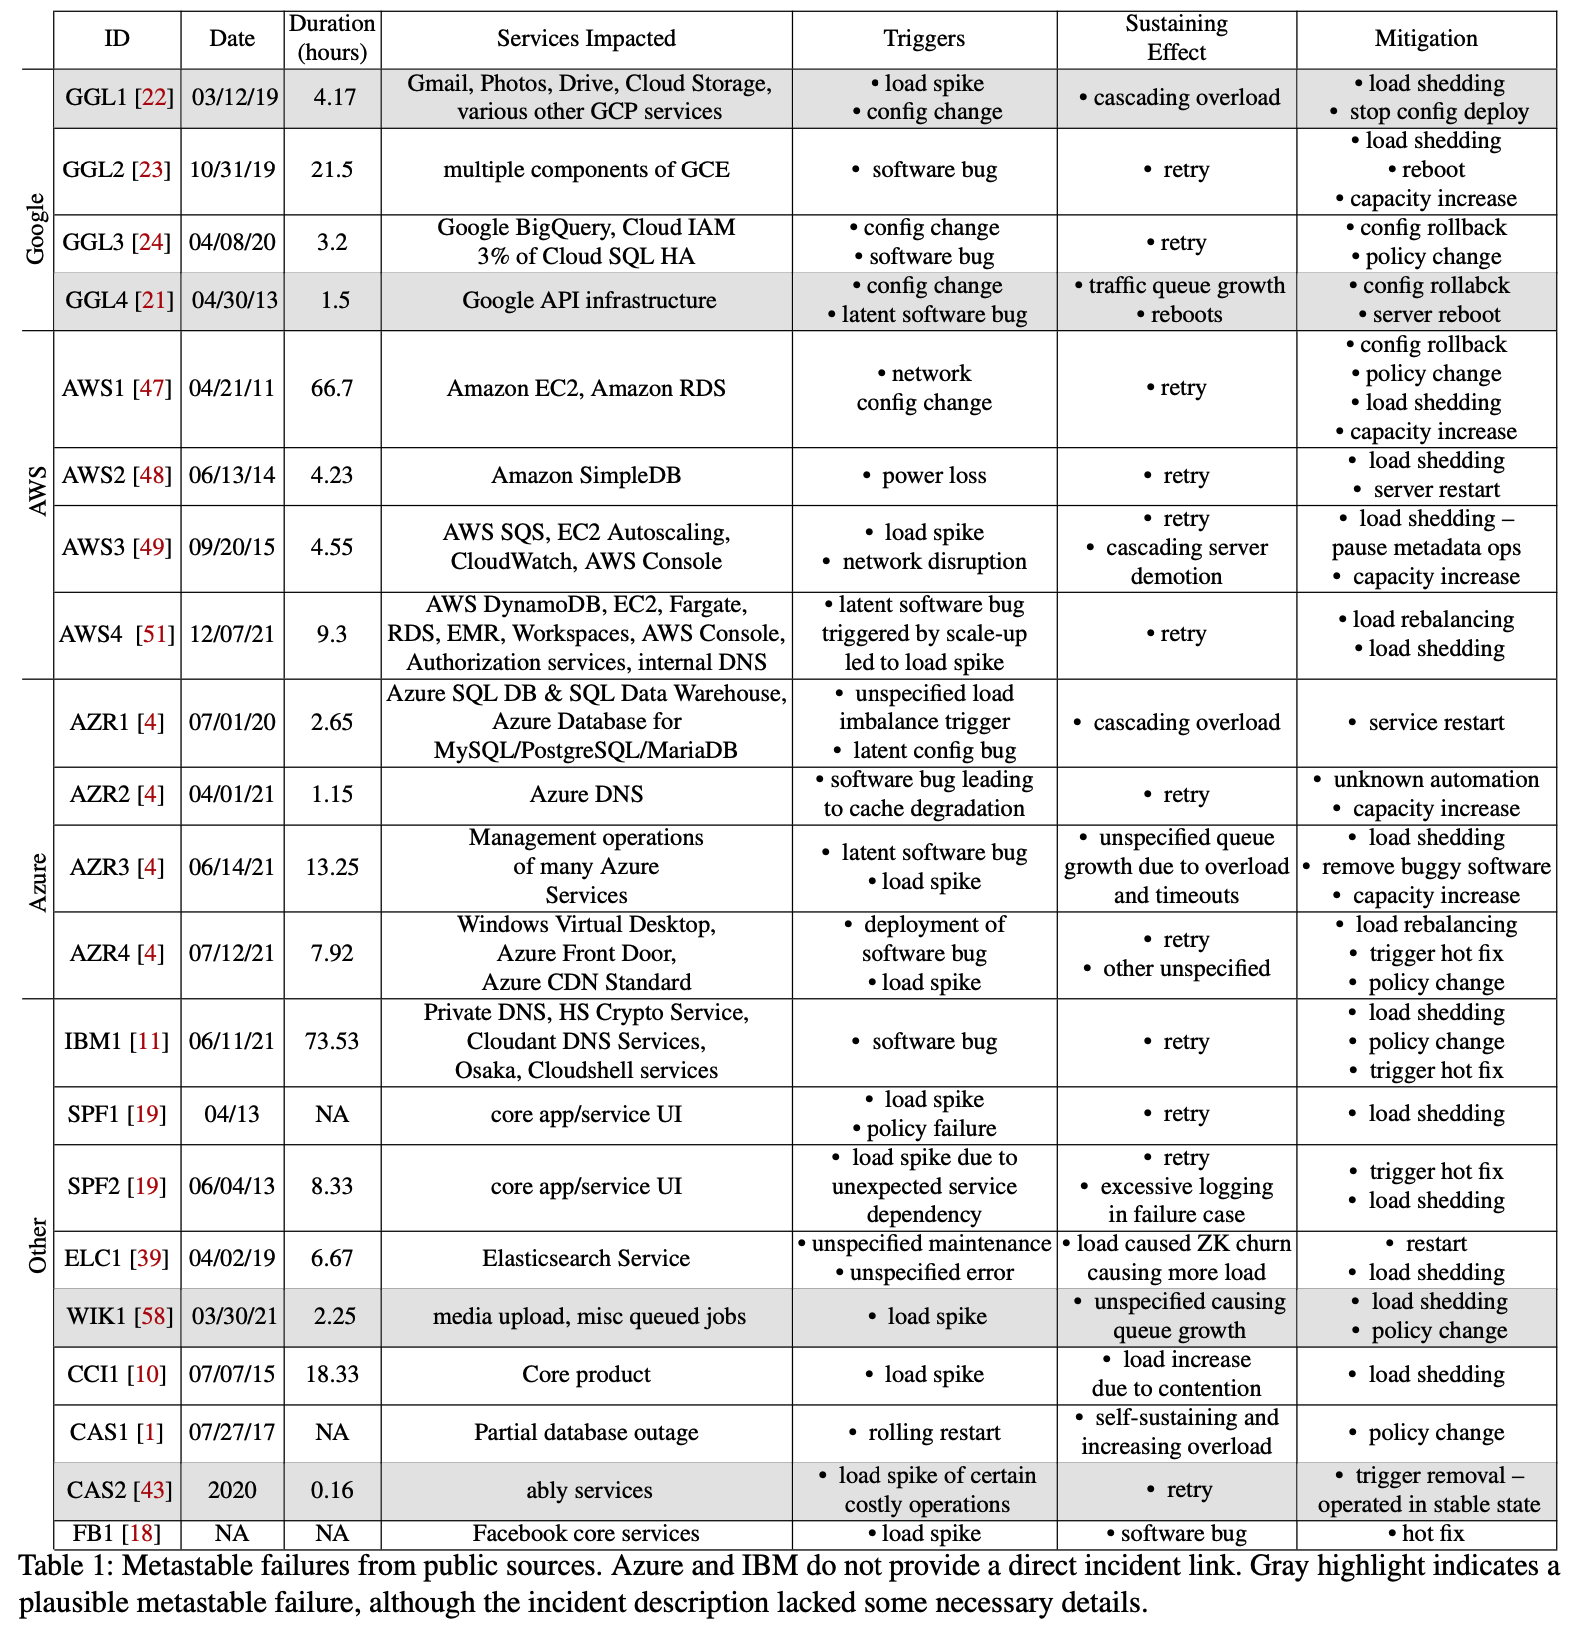 ID Date Duration (hours) Services Impacted Triggers Sustaining Effect Mitigation
Google
GGL1 [22] 03/12/19 4.17 Gmail, Photos, Drive, Cloud Storage, various other GCP services • load spike • config change • cascading overload • load shedding • stop config deploy
GGL2 [23] 10/31/19 21.5 multiple components of GCE • software bug • retry • load shedding • reboot • capacity increase
GGL3 [24] 04/08/20 3.2 Google BigQuery, Cloud IAM 3% of Cloud SQL HA • config change • software bug • retry • config rollback • policy change
GGL4 [21] 04/30/13 1.5 Google API infrastructure • config change • latent software bug • traffic queue growth • reboots • config rollabck • server reboot
AWS
AWS1 [47] 04/21/11 66.7 Amazon EC2, Amazon RDS • network config change • retry • config rollback • policy change • load shedding • capacity increase
AWS2 [48] 06/13/14 4.23 Amazon SimpleDB • power loss • retry • load shedding • server restart
AWS3 [49] 09/20/15 4.55 AWS SQS, EC2 Autoscaling, CloudWatch, AWS Console • load spike • network disruption • retry • cascading server demotion • load shedding – pause metadata ops • capacity increase
AWS4 [51] 12/07/21 9.3 AWS DynamoDB, EC2, Fargate, RDS, EMR, Workspaces, AWS Console, Authorization services, internal DNS • latent software bug triggered by scale-up led to load spike • retry • load rebalancing • load shedding
Azure
AZR1 [4] 07/01/20 2.65 Azure SQL DB & SQL Data Warehouse, Azure Database for MySQL/PostgreSQL/MariaDB • unspecified load imbalance trigger • latent config bug • cascading overload • service restart
AZR2 [4] 04/01/21 1.15 Azure DNS • software bug leading to cache degradation • retry • unknown automation • capacity increase
AZR3 [4] 06/14/21 13.25 Management operations of many Azure Services • latent software bug • load spike • unspecified queue growth due to overload and timeouts • load shedding • remove buggy software • capacity increase
AZR4 [4] 07/12/21 7.92 Windows Virtual Desktop, Azure Front Door, Azure CDN Standard • deployment of software bug • load spike • retry • other unspecified • load rebalancing • trigger hot fix • policy change
Other
IBM1 [11] 06/11/21 73.53 Private DNS, HS Crypto Service, Cloudant DNS Services, Osaka, Cloudshell services • software bug • retry • load shedding • policy change • trigger hot fix
SPF1 [19] 04/13 NA core app/service UI • load spike • policy failure • retry • load shedding
SPF2 [19] 06/04/13 8.33 core app/service UI • load spike due to unexpected service dependency • retry • excessive logging in failure case • trigger hot fix • load shedding
ELC1 [39] 04/02/19 6.67 Elasticsearch Service • unspecified maintenance • unspecified error • load caused ZK churn causing more load • restart • load shedding
WIK1 [58] 03/30/21 2.25 media upload, misc queued jobs • load spike • unspecified causing queue growth • load shedding • policy change
CCI1 [10] 07/07/15 18.33 Core product • load spike • load increase due to contention • load shedding
CAS1 [1] 07/27/17 NA Partial database outage • rolling restart • self-sustaining and increasing overload • policy change
CAS2 [43] 2020 0.16 ably services • load spike of certain costly operations • retry • trigger removal – operated in stable state
FB1 [18] NA NA Facebook core services • load spike • software bug • hot fix
Table 1: Metastable failures from public sources. Azure and IBM do not provide a direct incident link. Gray highlight indicates a
plausible metastable failure, although the incident description lacked some necessary details.